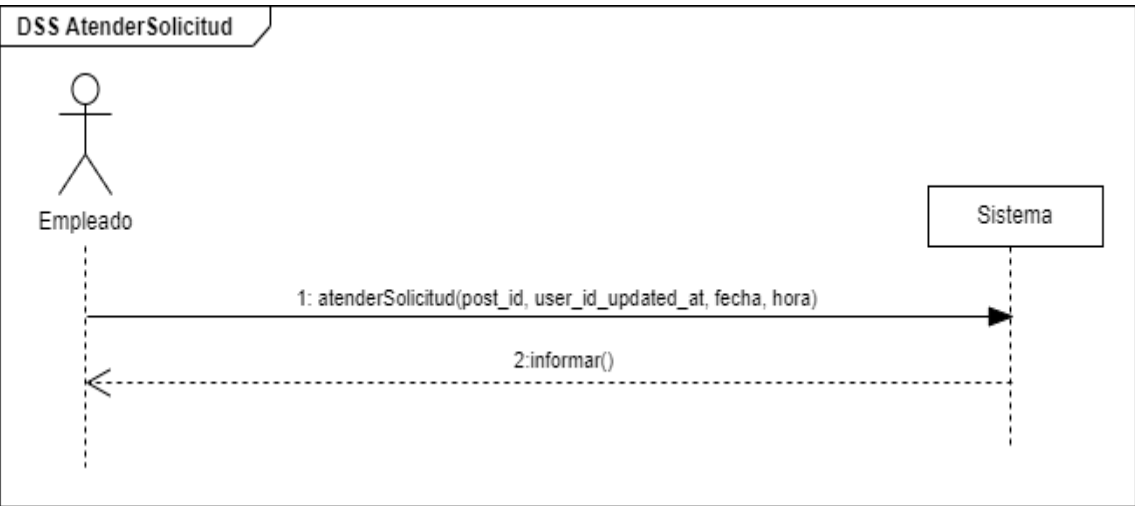 DSS AtenderSolicitud
Empleado
Sistema
1: atenderSolicitud(post_id, user_id_updated_at, fecha, hora)
2:informar()